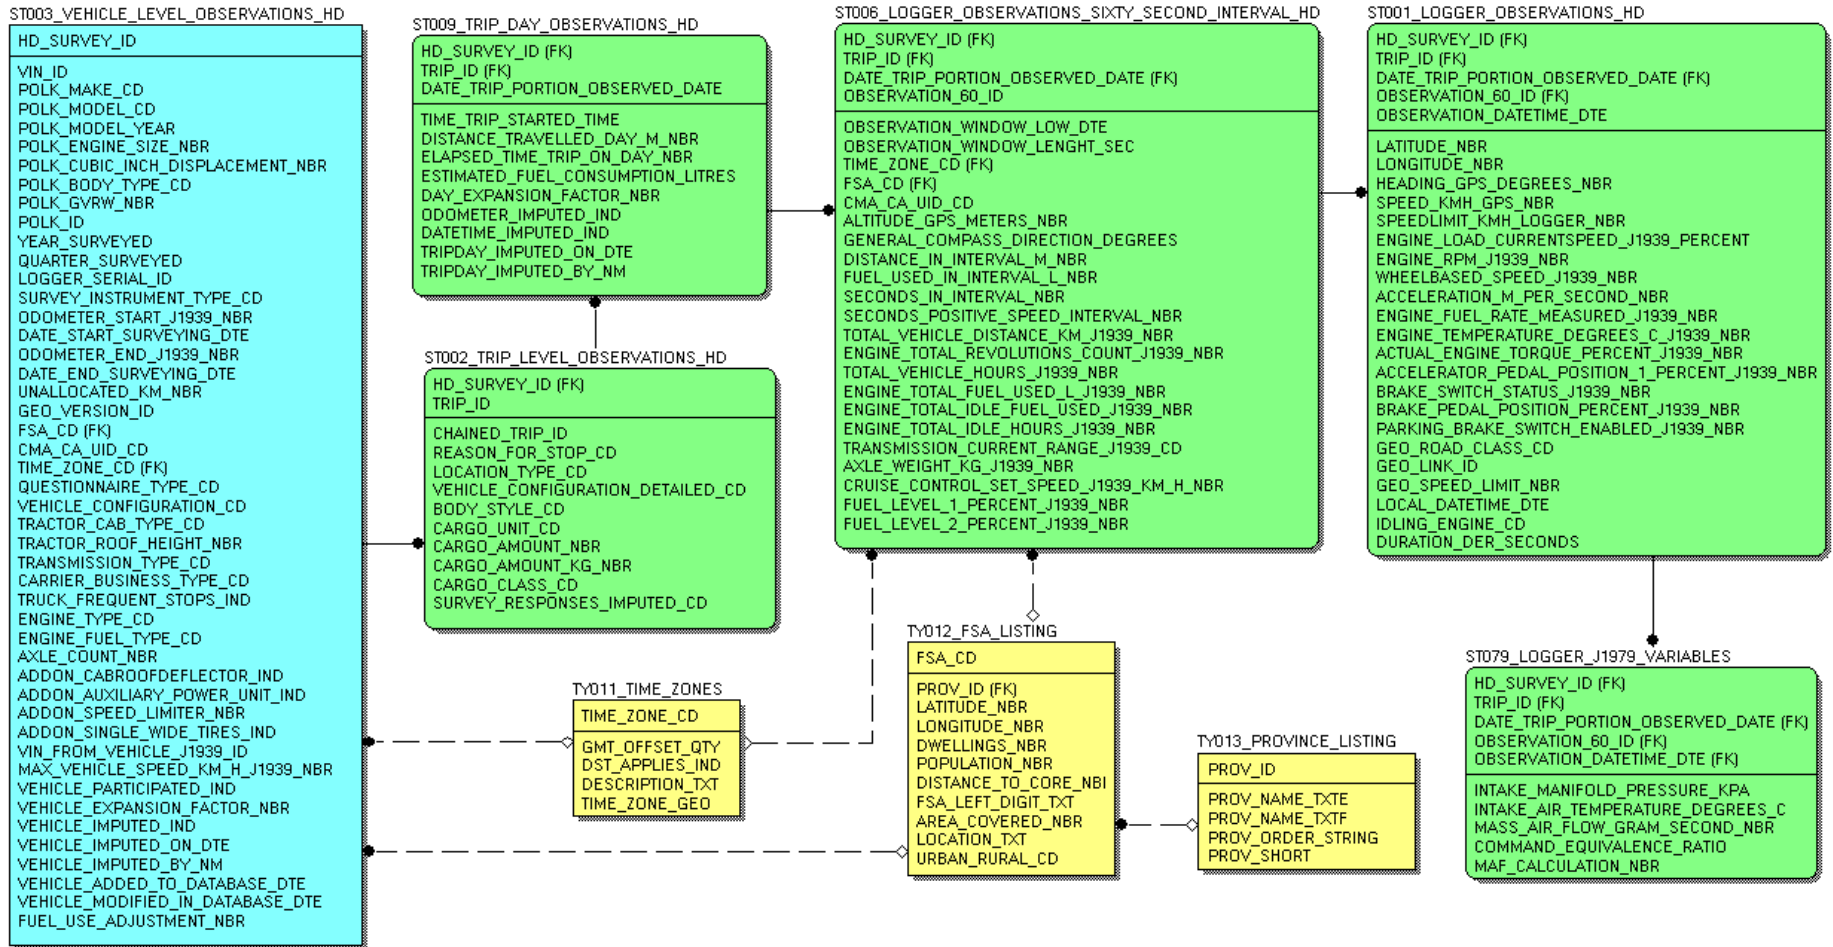 ST003_VEHICLE_LEVEL_OBSERVATIONS_HD
HD_SURVEY_ID
VIN_ID
POLK_MAKE_CD
POLK_MODEL_CD
POLK_MODEL_YEAR
POLK_ENGINE_SIZE_NBR
POLK_CUBIC_INCH_DISPLACEMENT_NBR
POLK_BODY_TYPE_CD
POLK_GVRW_NBR
POLK_ID
YEAR_SURVEYED
QUARTER_SURVEYED
LOGGER_SERIAL_ID
SURVEY_INSTRUMENT_TYPE_CD
ODOMETER_START_J1939_NBR
DATE_START_SURVEYING_DTE
ODOMETER_END_J1939_NBR
DATE_END_SURVEYING_DTE
UNALLOCATED_KM_NBR
GEO_VERSION_ID
FSA_CD (FK)
CMA_CA_UID_CD
TIME_ZONE_CD (FK)
QUESTIONNAIRE_TYPE_CD
VEHICLE_CONFIGURATION_CD
TRACTOR_CAB_TYPE_CD
TRACTOR_ROOF_HEIGHT_NBR
TRANSMISSION_TYPE_CD
CARRIER_BUSINESS_TYPE_CD
TRUCK_FREQUENT_STOPS_IND
ENGINE_TYPE_CD
ENGINE_FUEL_TYPE_CD
AXLE_COUNT_NBR
ADDON_CABROOFDEFLECTOR_IND
ADDON_AUXILIARY_POWER_UNIT_IND
ADDON_SPEED_LIMITER_NBR
ADDON_SINGLE_WIDE_TIRES_IND
VIN_FROM_VEHICLE_J1939_ID
MAX_VEHICLE_SPEED_KM_H_J1939_NBR
VEHICLE_PARTICIPATED_IND
VEHICLE_EXPANSION_FACTOR_NBR
VEHICLE_IMPUTED_IND
VEHICLE_IMPUTED_ON_DTE
VEHICLE_IMPUTED_BY_NM
VEHICLE_ADDED_TO_DATABASE_DTE
VEHICLE_MODIFIED_IN_DATABASE_DTE
FUEL_USE_ADJUSTMENT_NBR
ST009_TRIP_DAY_OBSERVATIONS_HD
HD_SURVEY_ID (FK)
TRIP_ID (FK)
DATE_TRIP_PORTION_OBSERVED_DATE
TIME_TRIP_STARTED_TIME
DISTANCE_TRAVELLED_DAY_M_NBR
ELAPSED_TIME_TRIP_ON_DAY_NBR
ESTIMATED_FUEL_CONSUMPTION_LITRES
DAY_EXPANSION_FACTOR_NBR
ODOMETER_IMPUTED_IND
DATETIME_IMPUTED_IND
TRIPDAY_IMPUTED_ON_DTE
TRIPDAY_IMPUTED_BY_NM
ST002_TRIP_LEVEL_OBSERVATIONS_HD
HD_SURVEY_ID (FK)
TRIP_ID
CHAINED_TRIP_ID
REASON_FOR_STOP_CD
LOCATION_TYPE_CD
VEHICLE_CONFIGURATION_DETAILED_CD
BODY_STYLE_CD
CARGO_UNIT_CD
CARGO_AMOUNT_NBR
CARGO_AMOUNT_KG_NBR
CARGO_CLASS_CD
SURVEY_RESPONSES_IMPUTED_CD
TY011_TIME_ZONES
TIME_ZONE_CD
GMT_OFFSET_QTY
DST_APPLIES_IND
DESCRIPTION_TXT
TIME_ZONE_GEO
ST006_LOGGER_OBSERVATIONS_SIXTY_SECOND_INTERVAL_HD
HD_SURVEY_ID (FK)
TRIP_ID (FK)
DATE_TRIP_PORTION_OBSERVED_DATE (FK)
OBSERVATION_60_ID
OBSERVATION_WINDOW_LOW_DTE
OBSERVATION_WINDOW_LENGHT_SEC
TIME_ZONE_CD (FK)
FSA_CD (FK)
CMA_CA_UID_CD
ALTITUDE_GPS_METERS_NBR
GENERAL_COMPASS_DIRECTION_DEGREES
DISTANCE_IN_INTERVAL_M_NBR
FUEL_USED_IN_INTERVAL_L_NBR
SECONDS_IN_INTERVAL_NBR
SECONDS_POSITIVE_SPEED_INTERVAL_NBR
TOTAL_VEHICLE_DISTANCE_KM_J1939_NBR
ENGINE_TOTAL_REVOLUTIONS_COUNT_J1939_NBR
TOTAL_VEHICLE_HOURS_J1939_NBR
ENGINE_TOTAL_FUEL_USED_L_J1939_NBR
ENGINE_TOTAL_IDLE_FUEL_USED_J1939_NBR
ENGINE_TOTAL_IDLE_HOURS_J1939_NBR
TRANSMISSION_CURRENT_RANGE_J1939_CD
AXLE_WEIGHT_KG_J1939_NBR
CRUISE_CONTROL_SET_SPEED_J1939_KM_H_NBR
FUEL_LEVEL_1_PERCENT_J1939_NBR
FUEL_LEVEL_2_PERCENT_J1939_NBR
TY012_FSA_LISTING
FSA_CD
PROV_ID (FK)
LATITUDE_NBR
LONGITUDE_NBR
DWELLINGS_NBR
POPULATION_NBR
DISTANCE_TO_CORE_NBI
FSA_LEFT_DIGIT_TXT
AREA_COVERED_NBR
LOCATION_TXT
URBAN_RURAL_CD
TY013_PROVINCE_LISTING
PROV_ID
PROV_NAME_TXTE
PROV_NAME_TXTF
PROV_ORDER_STRING
PROV_SHORT
ST001_LOGGER_OBSERVATIONS_HD
HD_SURVEY_ID (FK)
TRIP_ID (FK)
DATE_TRIP_PORTION_OBSERVED_DATE (FK)
OBSERVATION_60_ID (FK)
OBSERVATION_DATETIME_DTE
LATITUDE_NBR
LONGITUDE_NBR
HEADING_GPS_DEGREES_NBR
SPEED_KMH_GPS_NBR
SPEEDLIMIT_KMH_LOGGER_NBR
ENGINE_LOAD_CURRENTSPEED_J1939_PERCENT
ENGINE_RPM_J1939_NBR
WHEELBASED_SPEED_J1939_NBR
ACCELERATION_M_PER_SECOND_NBR
ENGINE_FUEL_RATE_MEASURED_J1939_NBR
ENGINE_TEMPERATURE_DEGREES_C_J1939_NBR
ACTUAL_ENGINE_TORQUE_PERCENT_J1939_NBR
ACCELERATOR_PEDAL_POSITION_1_PERCENT_J1939_NBR
BRAKE_SWITCH_STATUS_J1939_NBR
BRAKE_PEDAL_POSITION_PERCENT_J1939_NBR
PARKING_BRAKE_SWITCH_ENABLED_J1939_NBR
GEO_ROAD_CLASS_CD
GEO_LINK_ID
GEO_SPEED_LIMIT_NBR
LOCAL_DATETIME_DTE
IDLING_ENGINE_CD
DURATION_DER_SECONDS
ST079_LOGGER_J1979_VARIABLES
HD_SURVEY_ID (FK)
TRIP_ID (FK)
DATE_TRIP_PORTION_OBSERVED_DATE (FK)
OBSERVATION_60_ID (FK)
OBSERVATION_DATETIME_DTE (FK)
INTAKE_MANIFOLD_PRESSURE_KPA
INTAKE_AIR_TEMPERATURE_DEGREES_C
MASS_AIR_FLOW_GRAM_SECOND_NBR
COMMAND_EQUIVALENCE_RATIO
MAF_CALCULATION_NBR